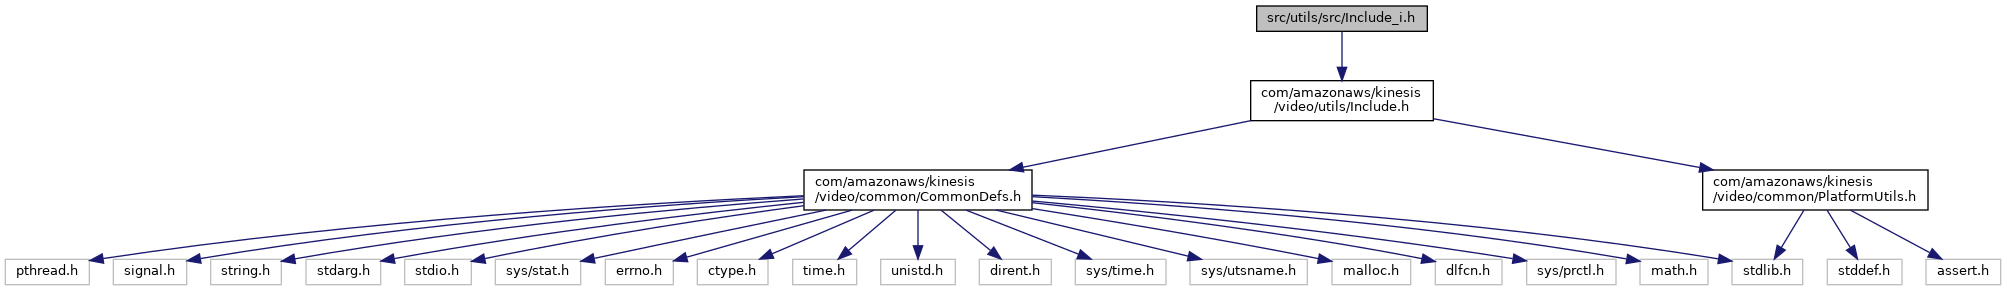 src/utils/src/Include_i.h
com/amazonaws/kinesis
/video/utils/Include.h
com/amazonaws/kinesis
/video/common/CommonDefs.h
com/amazonaws/kinesis
/video/common/PlatformUtils.h
pthread.h
signal.h
string.h
stdarg.h
stdio.h
sys/stat.h
errno.h
ctype.h
time.h
unistd.h
dirent.h
sys/time.h
sys/utsname.h
malloc.h
dlfcn.h
sys/prctl.h
math.h
stdlib.h
stddef.h
assert.h